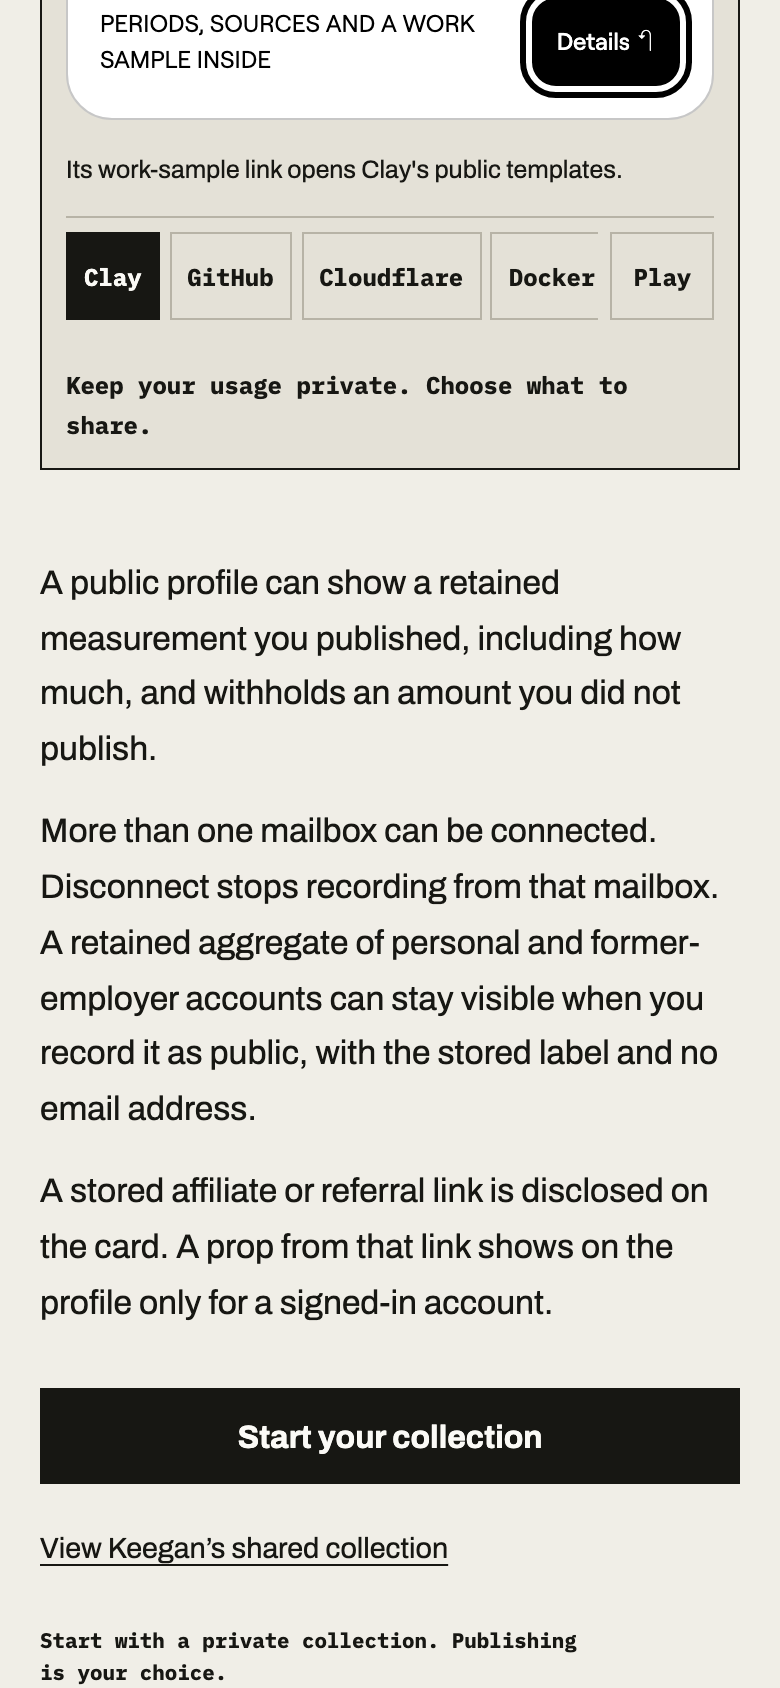 PERIODS, SOURCES AND A WORK
SAMPLE INSIDE
Details
Its work-sample link opens Clay's public templates.
Clay GitHub Cloudflare Docker Play
Keep your usage private. Choose what to
share.
A public profile can show a retained
measurement you published, including how
much, and withholds an amount you did not
publish.
More than one mailbox can be connected.
Disconnect stops recording from that mailbox.
A retained aggregate of personal and former-
employer accounts can stay visible when you
record it as public, with the stored label and no
email address.
A stored affiliate or referral link is disclosed on
the card. A prop from that link shows on the
profile only for a signed-in account.
Start your collection
View Keegan’s shared collection
Start with a private collection. Publishing
is your choice.